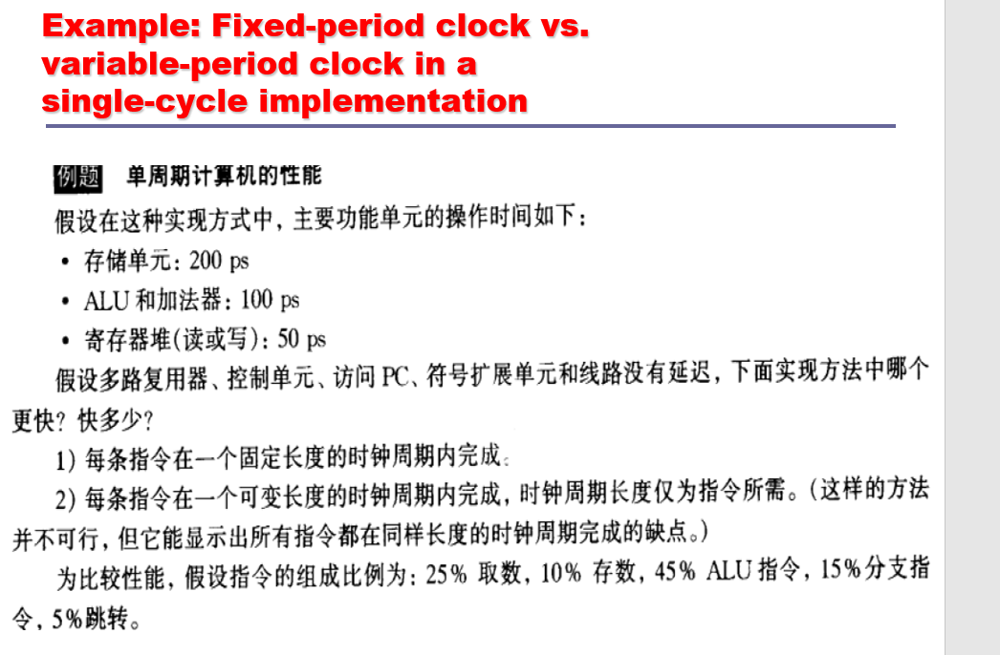 Example: Fixed-period clock vs.
variable-period clock in a
single-cycle implementation
例题 单周期计算机的性能
假设在这种实现方式中，主要功能单元的操作时间如下：
• 存储单元：200 ps
• ALU 和加法器：100 ps
• 寄存器堆(读或写)：50 ps
假设多路复用器、控制单元、访问 PC、符号扩展单元和线路没有延迟，下面实现方法中哪个
更快？快多少？
1) 每条指令在一个固定长度的时钟周期内完成。
2) 每条指令在一个可变长度的时钟周期内完成，时钟周期长度仅为指令所需。（这样的方法
并不可行，但它能显示出所有指令都在同样长度的时钟周期完成的缺点。）
为比较性能，假设指令的组成比例为：25% 取数，10% 存数，45% ALU 指令，15%分支指
令，5%跳转。